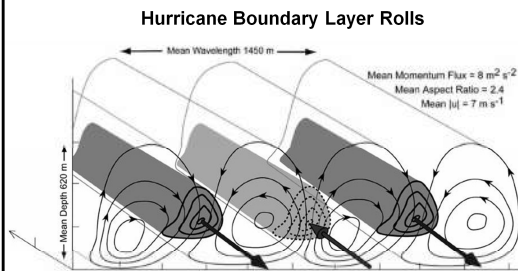 Hurricane Boundary Layer Rolls
Mean Wavelength 1450 m
Mean Momentum Flux = 8 m² s⁻²
Mean Aspect Ratio = 2.4
Mean |u| = 7 m s⁻¹
Mean Depth 620 m